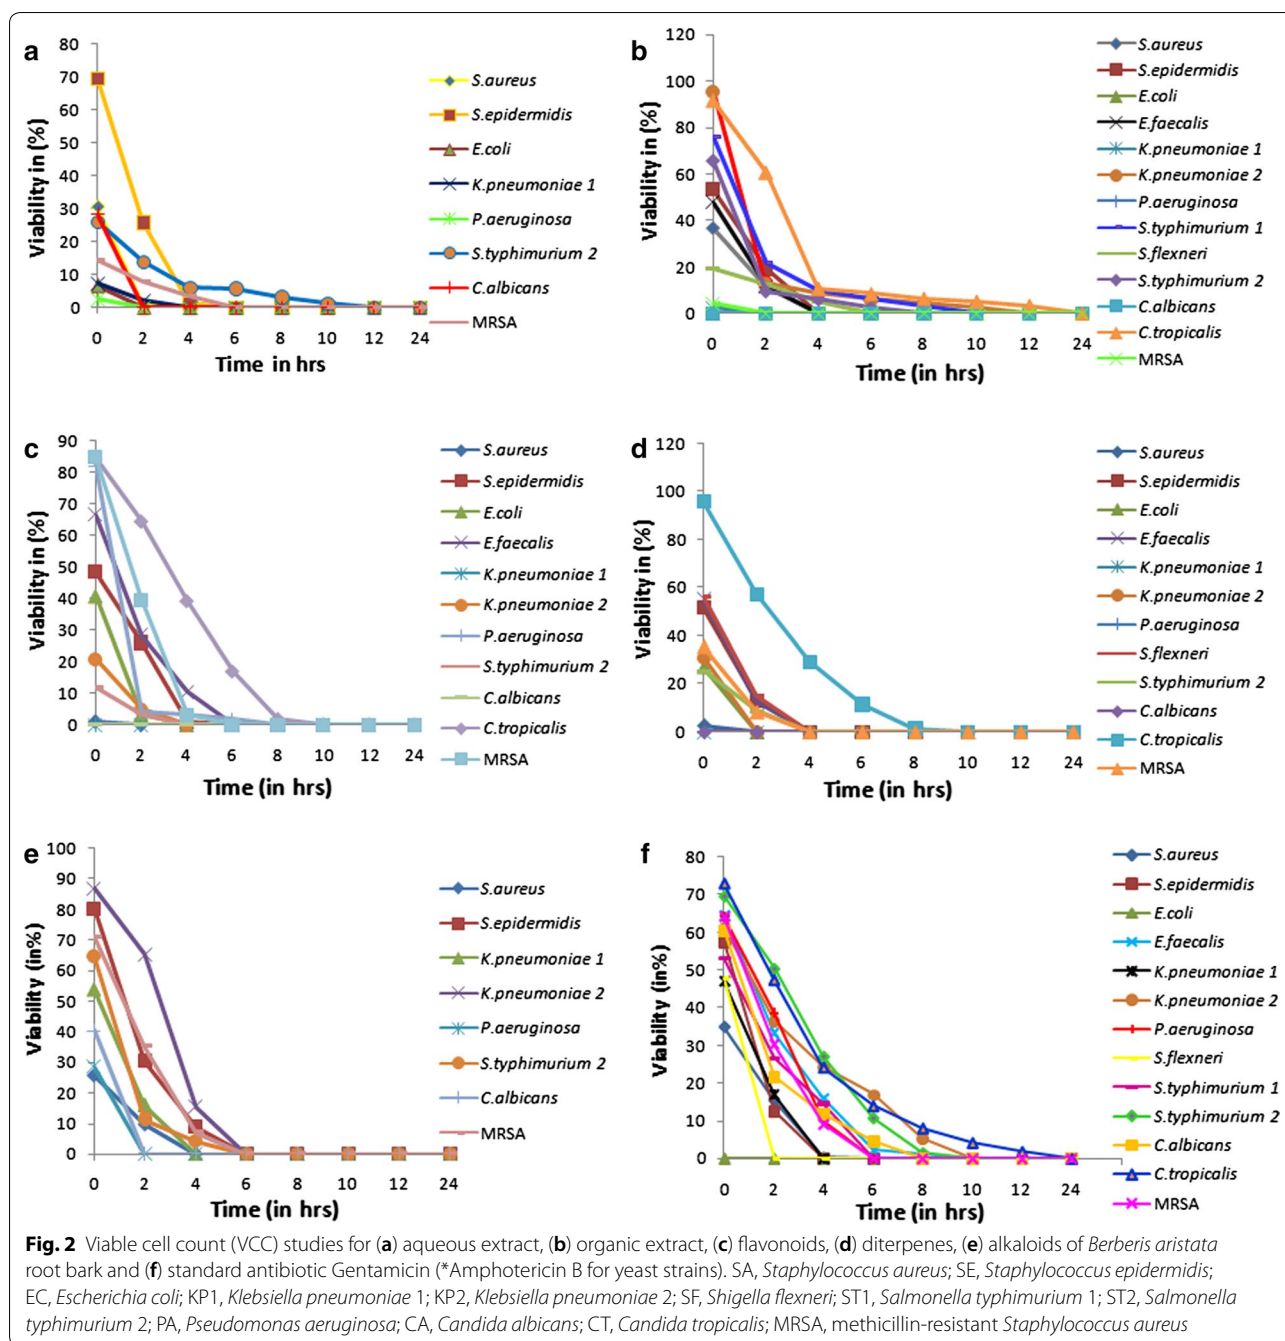 a
80
70
60
50
40
30
20
10
0
Viability in (%)
0 2 4 6 8 10 12 24
Time in hrs
S.aureus
S.epidermidis
E.coli
K.pneumoniae 1
P.aeruginosa
S.typhimurium 2
C.albicans
MRSA
b
120
100
80
60
40
20
0
Viability in (%)
0 2 4 6 8 10 12 24
Time (in hrs)
S.aureus
S.epidermidis
E.coli
E.faecalis
K.pneumoniae 1
K.pneumoniae 2
P.aeruginosa
S.typhimurium 1
S.flexneri
S.typhimurium 2
C.albicans
C.tropicalis
MRSA
c
90
80
70
60
50
40
30
20
10
0
Viability in (%)
0 2 4 6 8 10 12 24
Time (in hrs)
S.aureus
S.epidermidis
E.coli
E.faecalis
K.pneumoniae 1
K.pneumoniae 2
P.aeruginosa
S.typhimurium 2
C.albicans
C.tropicalis
MRSA
d
120
100
80
60
40
20
0
Viability in (%)
0 2 4 6 8 10 12 24
Time (in hrs)
S.aureus
S.epidermidis
E.coli
E.faecalis
K.pneumoniae 1
K.pneumoniae 2
P.aeruginosa
S.flexneri
S.typhimurium 2
C.albicans
C.tropicalis
MRSA
e
100
90
80
70
60
50
40
30
20
10
0
Viability (in%)
0 2 4 6 8 10 12 24
Time (in hrs)
S.aureus
S.epidermidis
K.pneumoniae 1
K.pneumoniae 2
P.aeruginosa
S.typhimurium 2
C.albicans
MRSA
f
80
70
60
50
40
30
20
10
0
Viability (in%)
0 2 4 6 8 10 12 24
Time (in hrs)
S.aureus
S.epidermidis
E.coli
E.faecalis
K.pneumoniae 1
K.pneumoniae 2
P.aeruginosa
S.flexneri
S.typhimurium 1
S.typhimurium 2
C.albicans
C.tropicalis
MRSA
Fig. 2 Viable cell count (VCC) studies for (a) aqueous extract, (b) organic extract, (c) flavonoids, (d) diterpenes, (e) alkaloids of Berberis aristata
root bark and (f) standard antibiotic Gentamicin (*Amphotericin B for yeast strains). SA, Staphylococcus aureus; SE, Staphylococcus epidermidis;
EC, Escherichia coli; KP1, Klebsiella pneumoniae 1; KP2, Klebsiella pneumoniae 2; SF, Shigella flexneri; ST1, Salmonella typhimurium 1; ST2, Salmonella
typhimurium 2; PA, Pseudomonas aeruginosa; CA, Candida albicans; CT, Candida tropicalis; MRSA, methicillin-resistant Staphylococcus aureus